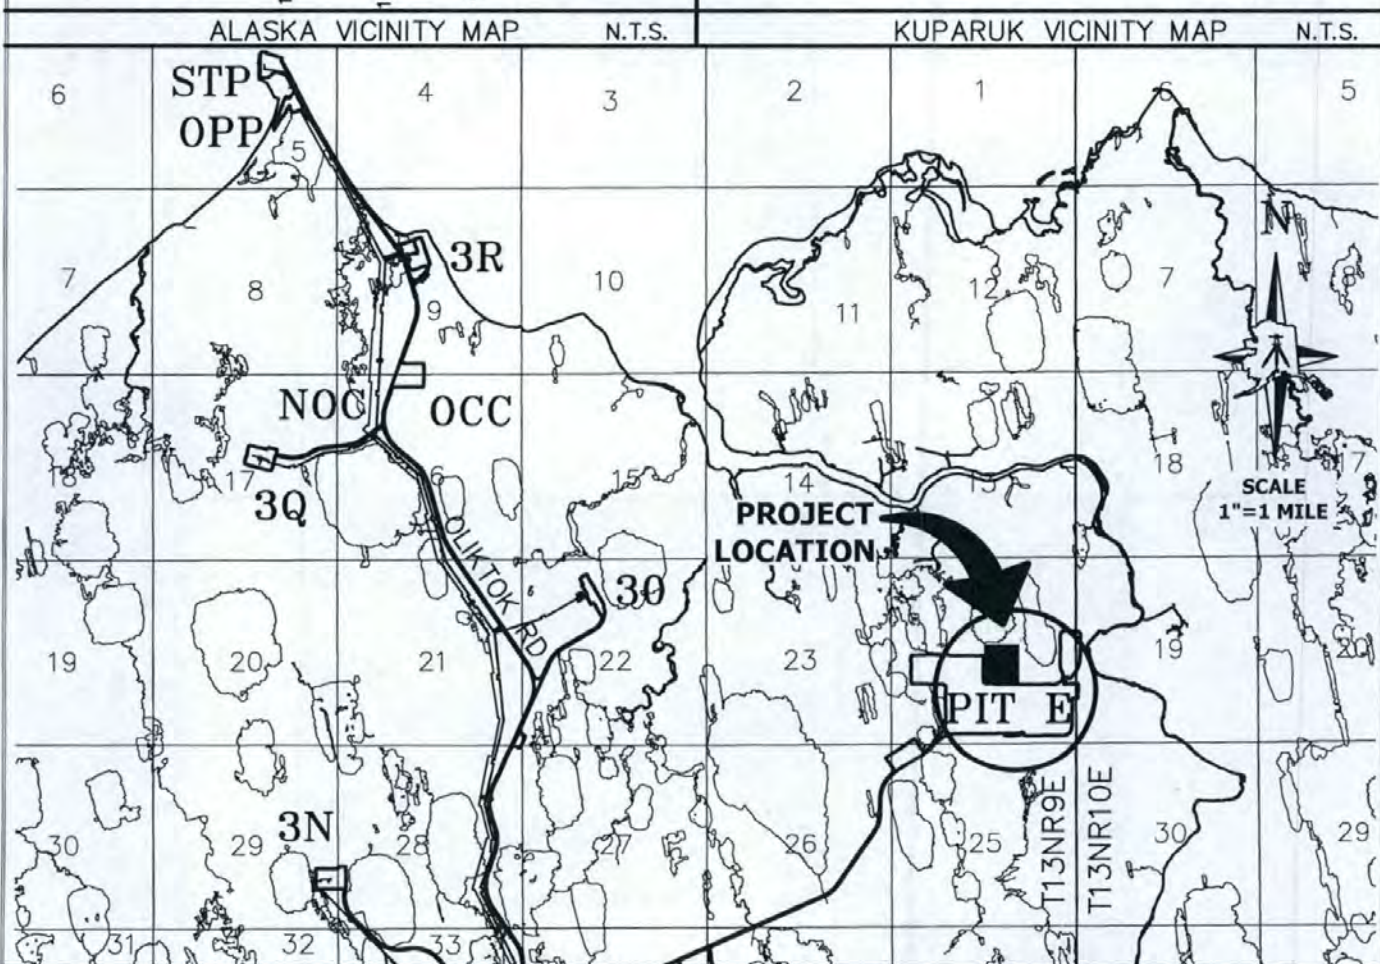 ALASKA VICINITY MAP N.T.S.
KUPARUK VICINITY MAP N.T.S.
6 4 3 2 1 6 5
STP
OPP
5
3R
N
7 8 9 10 11 12 7 8
NOC OCC
17 15 14 13 18
3Q
SCALE
1"=1 MILE
PROJECT
LOCATION
OLIKTOK RD
30
19 20 21 22 23 19
PIT E
T13NR9E
T13NR10E
3N
30 29 28 27 26 25 30 29
31 32 33